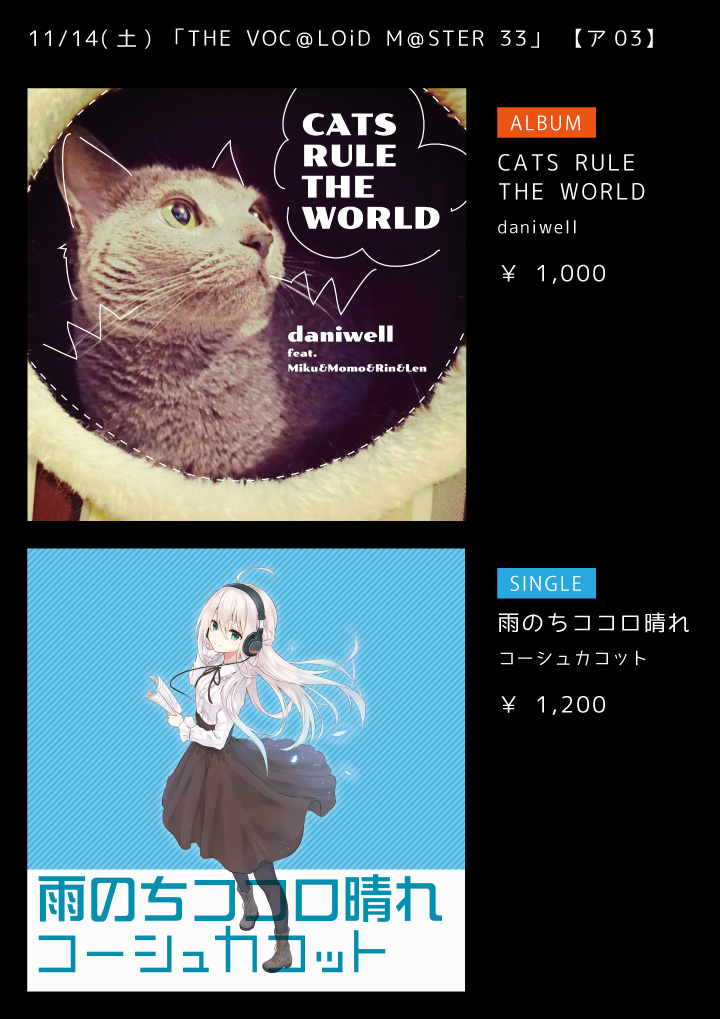 11/14(土)「THE VOC@LOiD M@STER 33」 【ア03】
CATS
RULE
THE
WORLD
daniwell
feat.
Miku&Momo&Rin&Len
ALBUM
CATS RULE
THE WORLD
daniwell
¥ 1,000
雨のちココロ晴れ
コーシュカコット
SINGLE
雨のちココロ晴れ
コーシュカコット
¥ 1,200